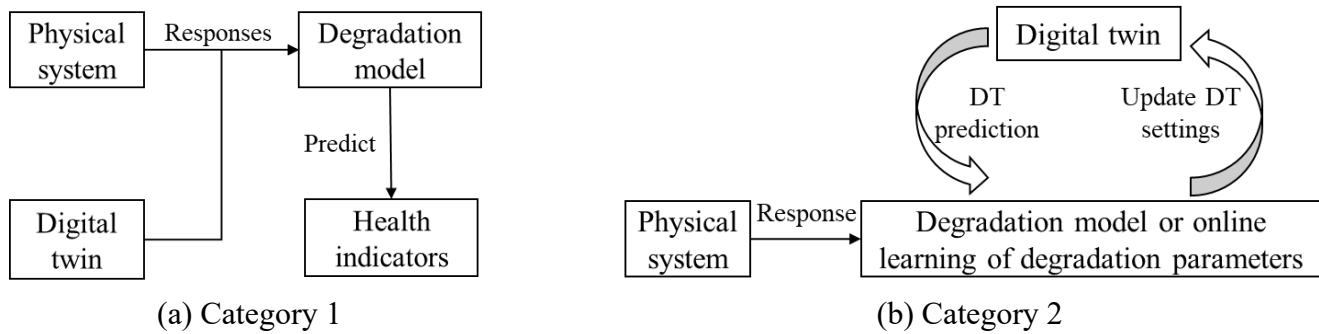 Physical
system
Responses
Degradation
model
Predict
Digital
twin
Health
indicators
(a) Category 1
Digital twin
DT
prediction
Update DT
settings
Physical
system
Response
Degradation model or online
learning of degradation parameters
(b) Category 2